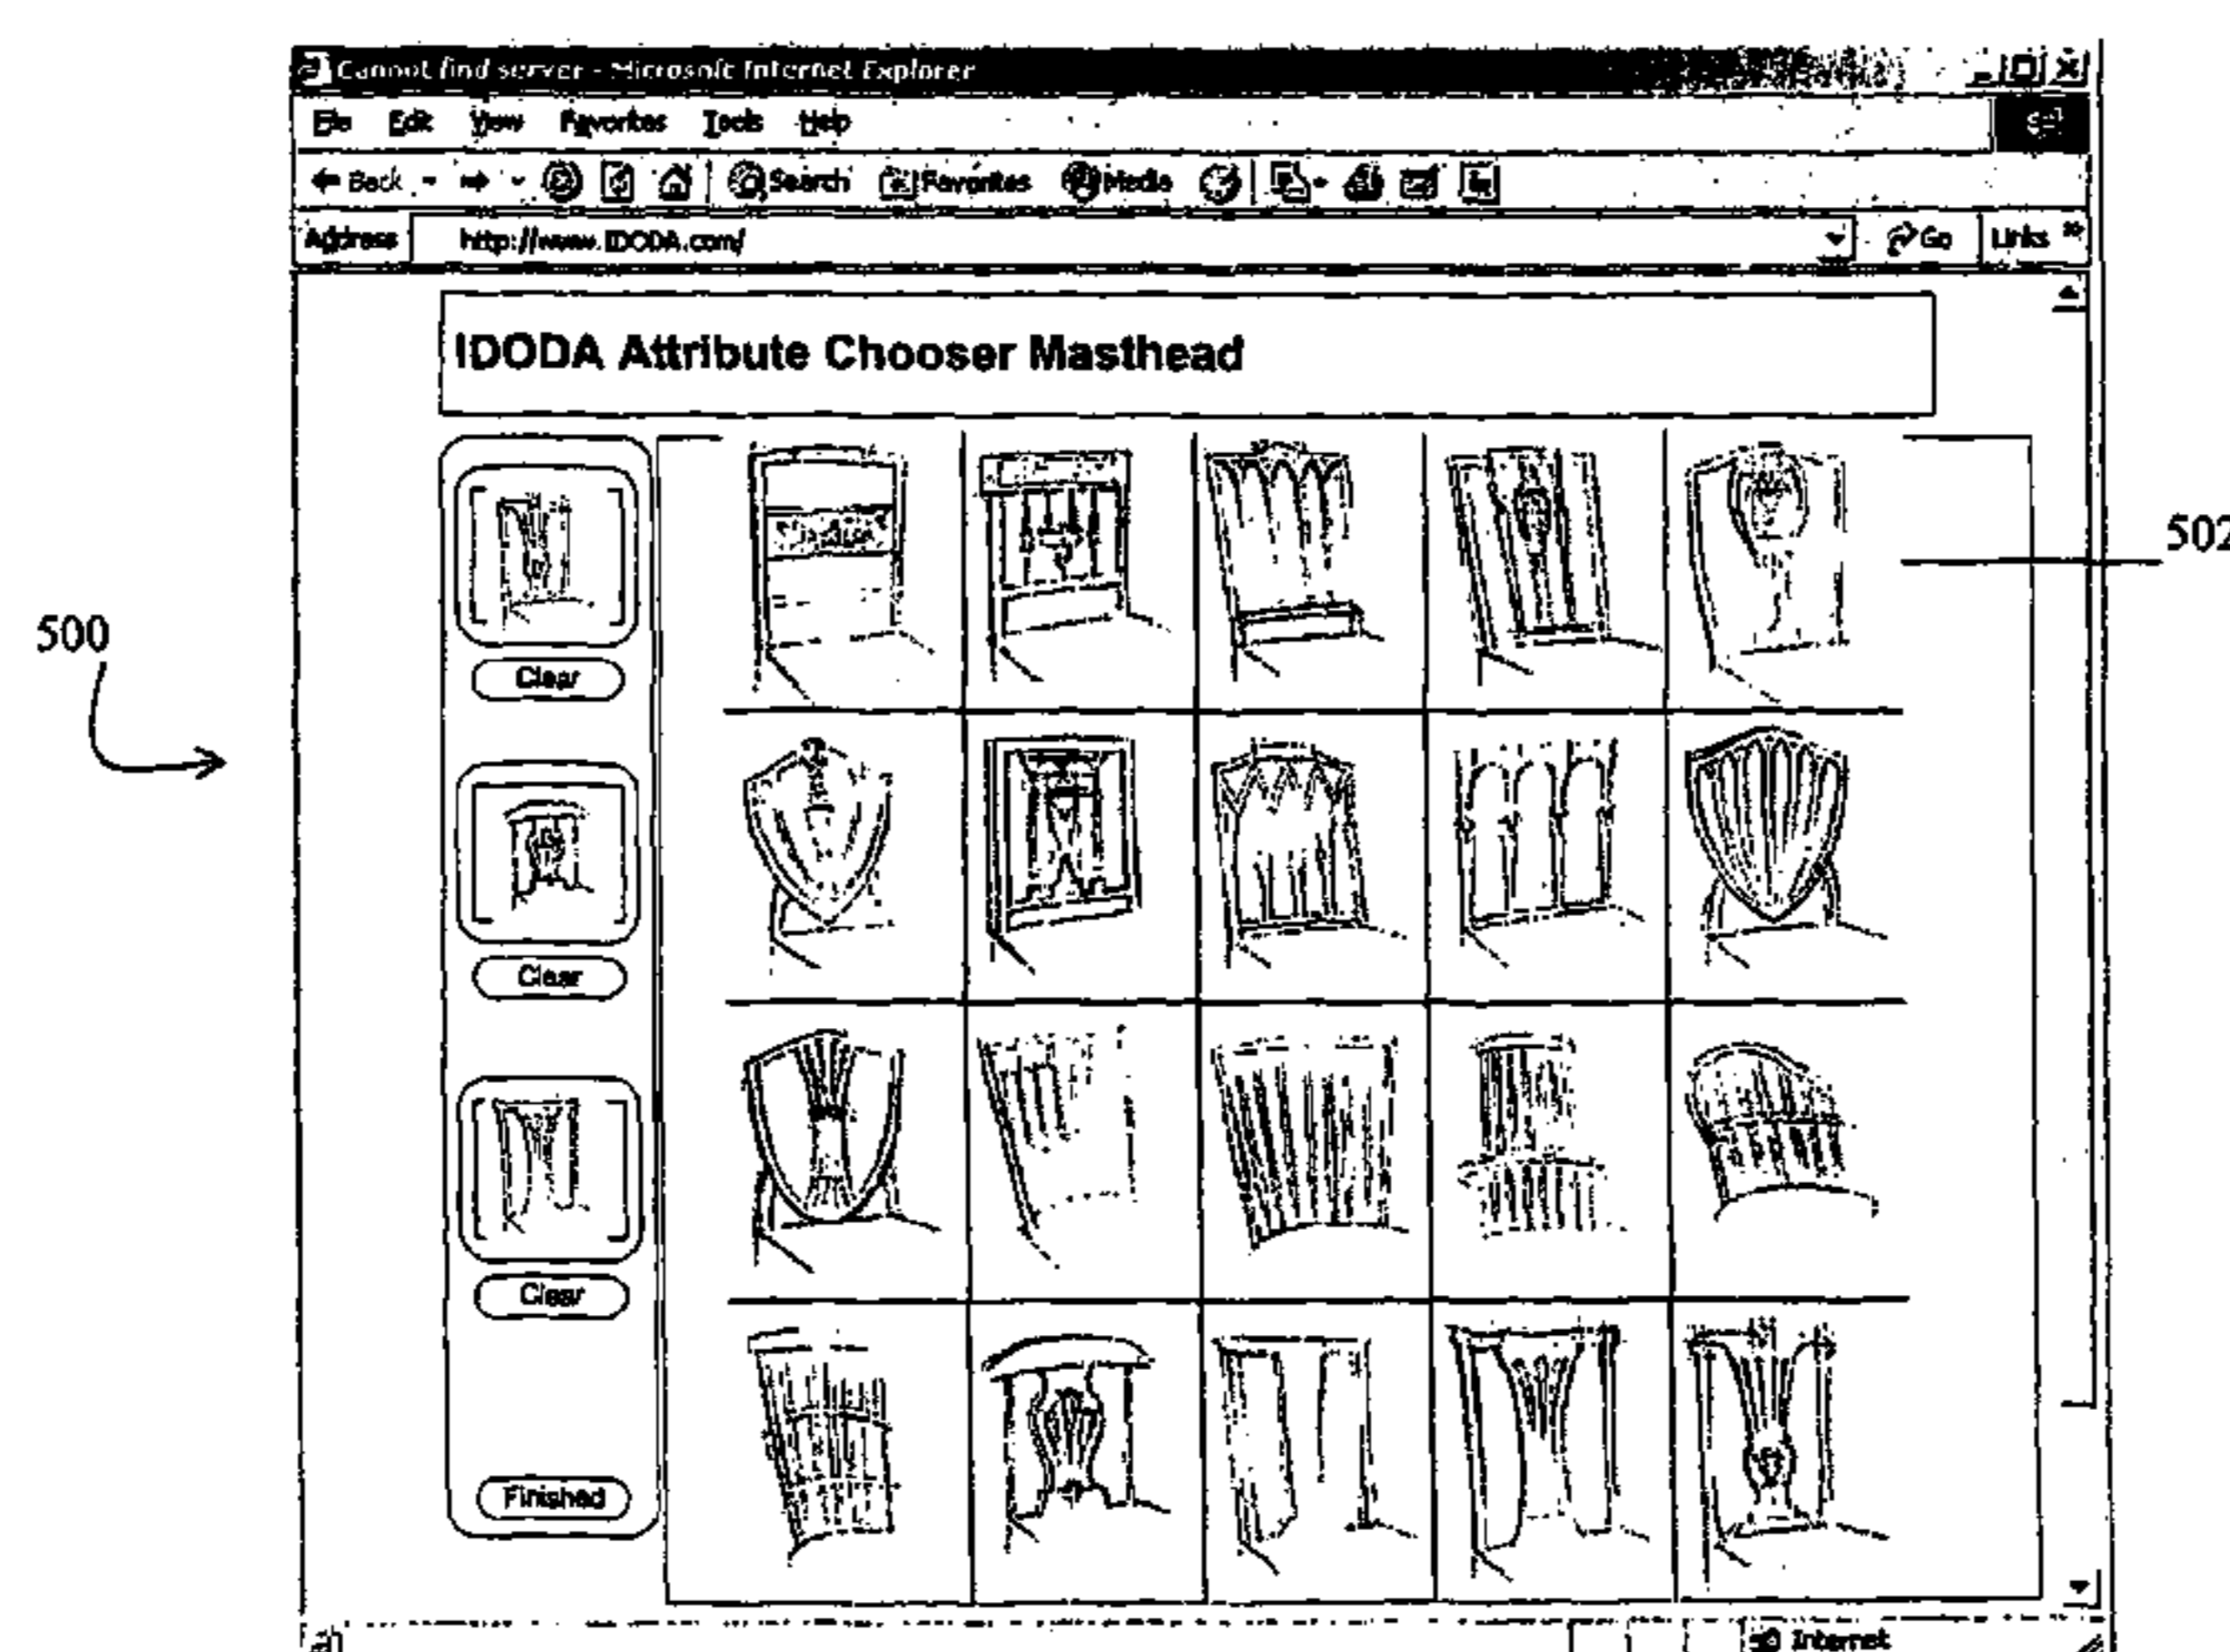 Cannot find server - Microsoft Internet Explorer
File Edit View Favorites Tools Help
Back Search Favorites Media
Address http://www.IDODA.com/ Go Links »
IDODA Attribute Chooser Masthead
502
500
Clear
Clear
Clear
Finished
Internet